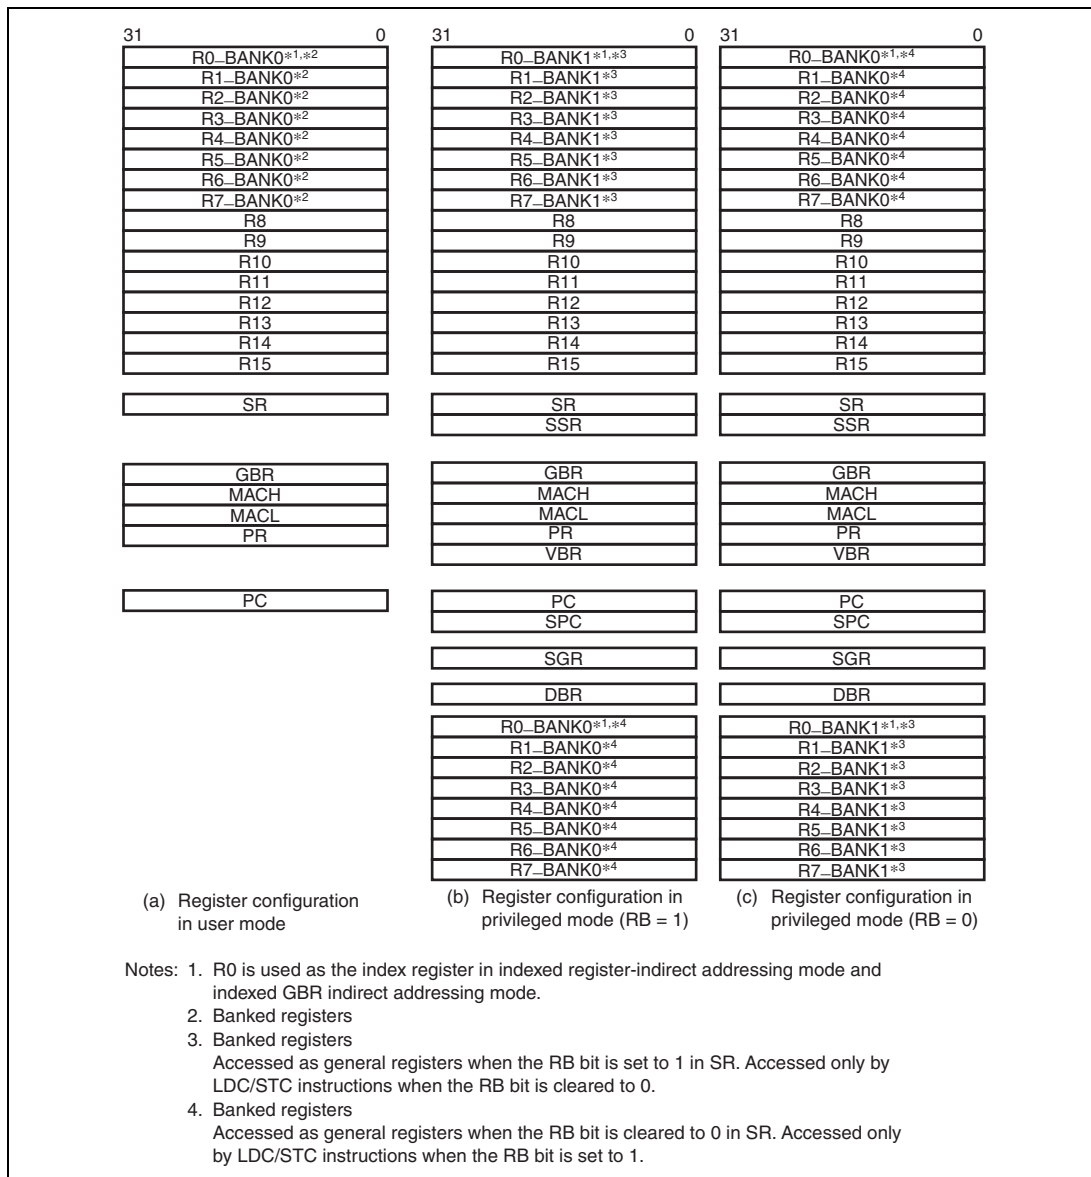 31 0 31 0 31 0
R0_BANK0*1,*2 R0_BANK1*1,*3 R0_BANK0*1,*4
R1_BANK0*2 R1_BANK1*3 R1_BANK0*4
R2_BANK0*2 R2_BANK1*3 R2_BANK0*4
R3_BANK0*2 R3_BANK1*3 R3_BANK0*4
R4_BANK0*2 R4_BANK1*3 R4_BANK0*4
R5_BANK0*2 R5_BANK1*3 R5_BANK0*4
R6_BANK0*2 R6_BANK1*3 R6_BANK0*4
R7_BANK0*2 R7_BANK1*3 R7_BANK0*4
R8 R8 R8
R9 R9 R9
R10 R10 R10
R11 R11 R11
R12 R12 R12
R13 R13 R13
R14 R14 R14
R15 R15 R15
SR SR SR
SSR SSR
GBR GBR GBR
MACH MACH MACH
MACL MACL MACL
PR PR PR
VBR VBR
PC PC PC
SPC SPC
SGR SGR
DBR DBR
R0_BANK0*1,*4 R0_BANK1*1,*3
R1_BANK0*4 R1_BANK1*3
R2_BANK0*4 R2_BANK1*3
R3_BANK0*4 R3_BANK1*3
R4_BANK0*4 R4_BANK1*3
R5_BANK0*4 R5_BANK1*3
R6_BANK0*4 R6_BANK1*3
R7_BANK0*4 R7_BANK1*3
(a) Register configuration
in user mode
(b) Register configuration in
privileged mode (RB = 1)
(c) Register configuration in
privileged mode (RB = 0)
Notes: 1. R0 is used as the index register in indexed register-indirect addressing mode and
indexed GBR indirect addressing mode.
2. Banked registers
3. Banked registers
Accessed as general registers when the RB bit is set to 1 in SR. Accessed only by
LDC/STC instructions when the RB bit is cleared to 0.
4. Banked registers
Accessed as general registers when the RB bit is cleared to 0 in SR. Accessed only
by LDC/STC instructions when the RB bit is set to 1.